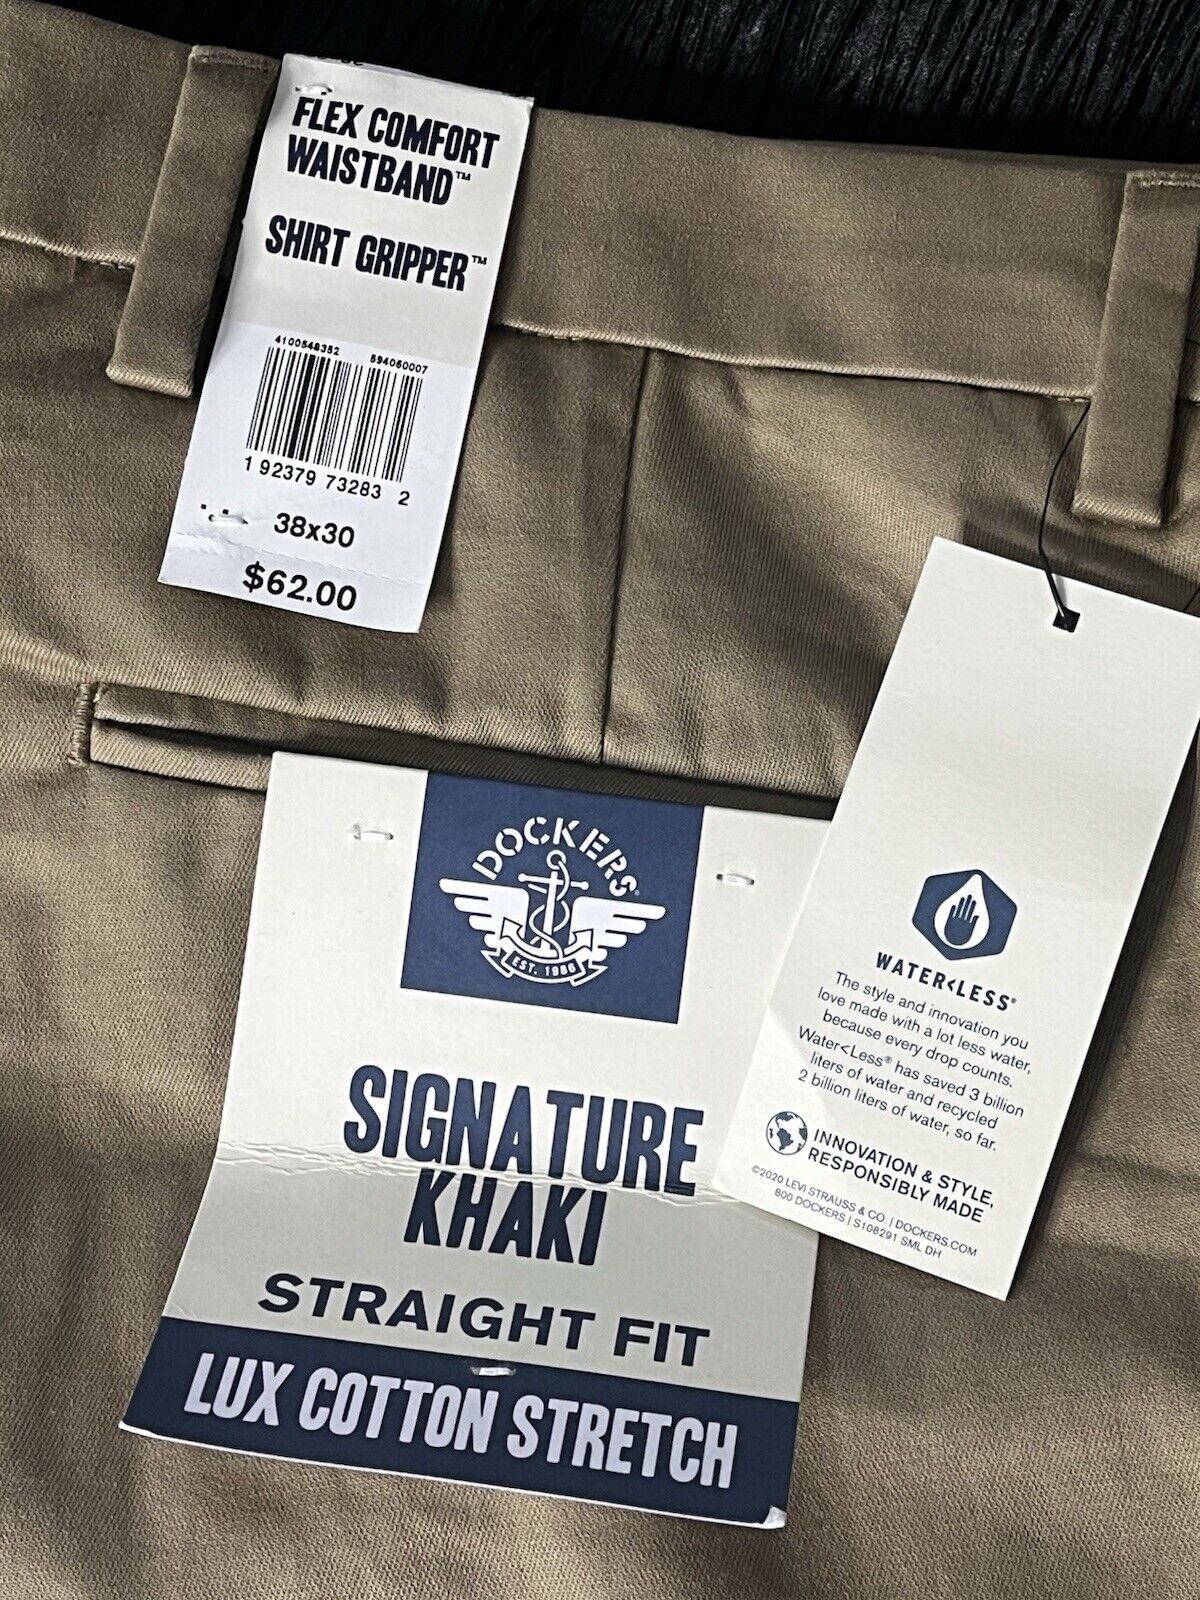 FLEX COMFORT
WAISTBAND™
SHIRT GRIPPER™
4100548352 594060007
1 92379 73283 2
38x30
$62.00
DOCKERS®
EST. 1986
SIGNATURE
KHAKI
STRAIGHT FIT
LUX COTTON STRETCH
WATER<LESS®
The style and innovation you
love made with a lot less water,
because every drop counts.
Water<Less® has saved 3 billion
liters of water and recycled
2 billion liters of water, so far.
INNOVATION & STYLE,
RESPONSIBLY MADE
©2020 LEVI STRAUSS & CO. | DOCKERS.COM
800 DOCKERS | S108291 SML DH